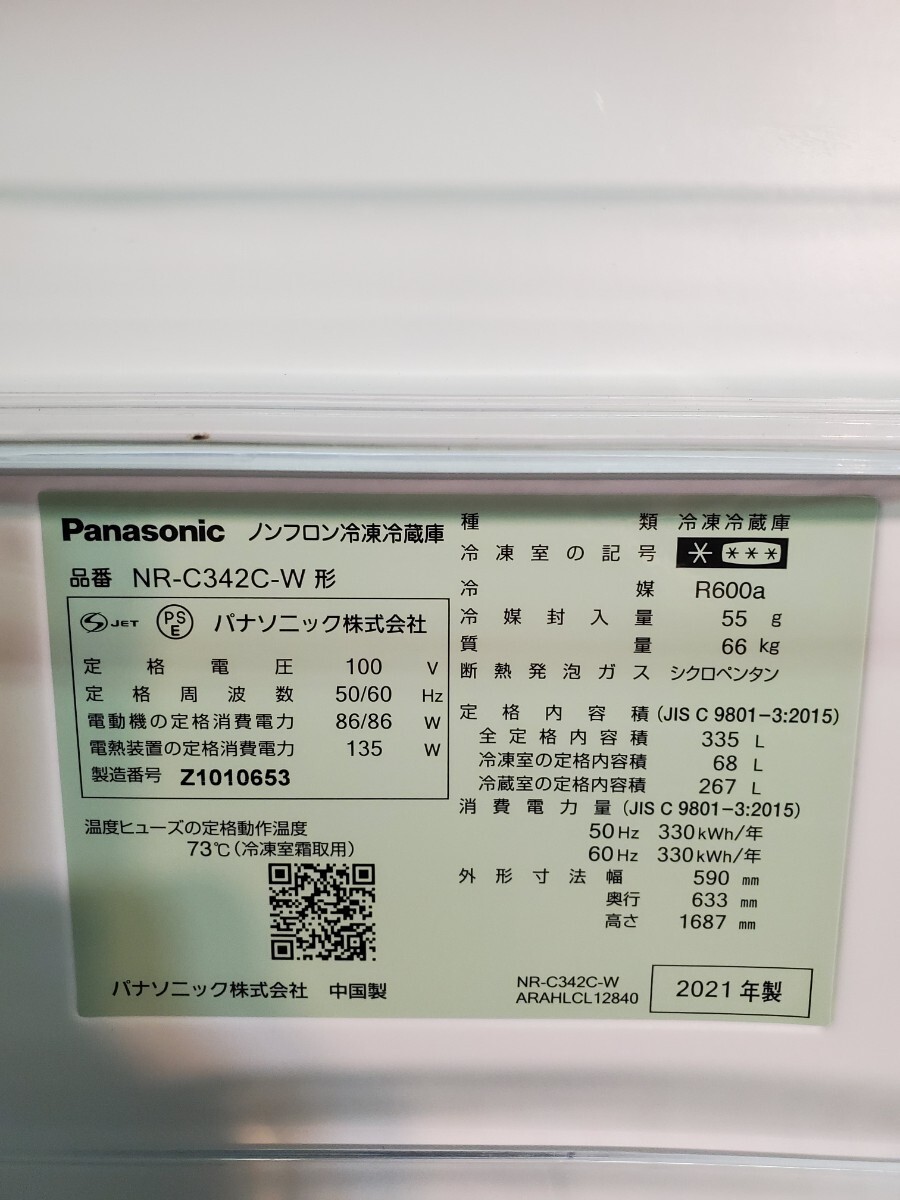 Panasonic ノンフロン冷凍冷蔵庫
品番 NR-C342C-W 形
S JET PSE パナソニック株式会社
定格電圧 100 V
定格周波数 50/60 Hz
電動機の定格消費電力 86/86 W
電熱装置の定格消費電力 135 W
製造番号 Z1010653
温度ヒューズの定格動作温度
73℃(冷凍室霜取用)
パナソニック株式会社 中国製
種類 冷凍冷蔵庫
冷凍室の記号 * ***
冷媒 R600a
冷媒封入量 55 g
質量 66 kg
断熱発泡ガス シクロペンタン
定格内容積 (JIS C 9801-3:2015)
全定格内容積 335 L
冷凍室の定格内容積 68 L
冷蔵室の定格内容積 267 L
消費電力量 (JIS C 9801-3:2015)
50 Hz 330 kWh/年
60 Hz 330 kWh/年
外形寸法 幅 590 mm
奥行 633 mm
高さ 1687 mm
NR-C342C-W
ARAHLCL12840
2021 年製